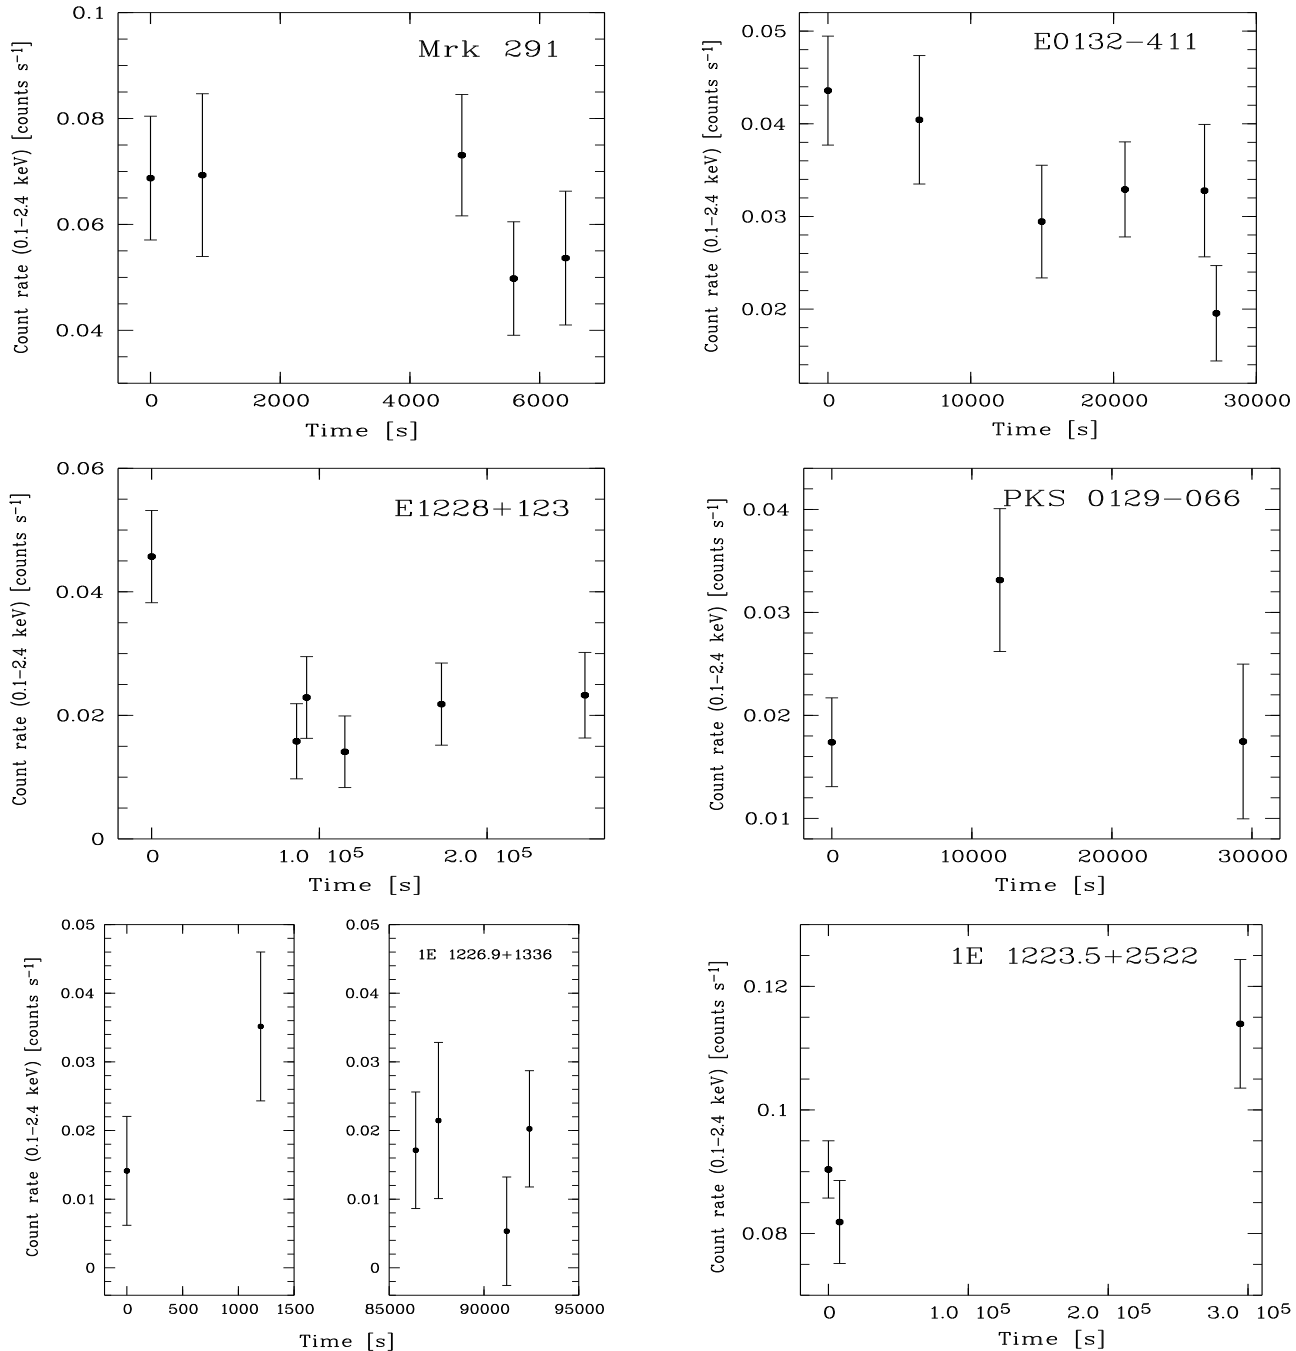 0.1
0.08
0.06
0.04
Mrk 291
0 2000 4000 6000
Time [s]
Count rate (0.1–2.4 keV) [counts s⁻¹]
0.05
0.04
0.03
0.02
E0132−411
0 10000 20000 30000
Time [s]
Count rate (0.1–2.4 keV) [counts s⁻¹]
0.06
0.04
0.02
0
E1228+123
0 1.0 10⁵ 2.0 10⁵
Time [s]
Count rate (0.1–2.4 keV) [counts s⁻¹]
0.04
0.03
0.02
0.01
PKS 0129−066
0 10000 20000 30000
Time [s]
Count rate (0.1–2.4 keV) [counts s⁻¹]
0.05
0.04
0.03
0.02
0.01
0
0 500 1000 1500
Count rate (0.1–2.4 keV) [counts s⁻¹]
0.05
0.04
0.03
0.02
0.01
0
1E 1226.9+1336
85000 90000 95000
Time [s]
0.12
0.1
0.08
1E 1223.5+2522
0 1.0 10⁵ 2.0 10⁵ 3.0 10⁵
Time [s]
Count rate (0.1–2.4 keV) [counts s⁻¹]